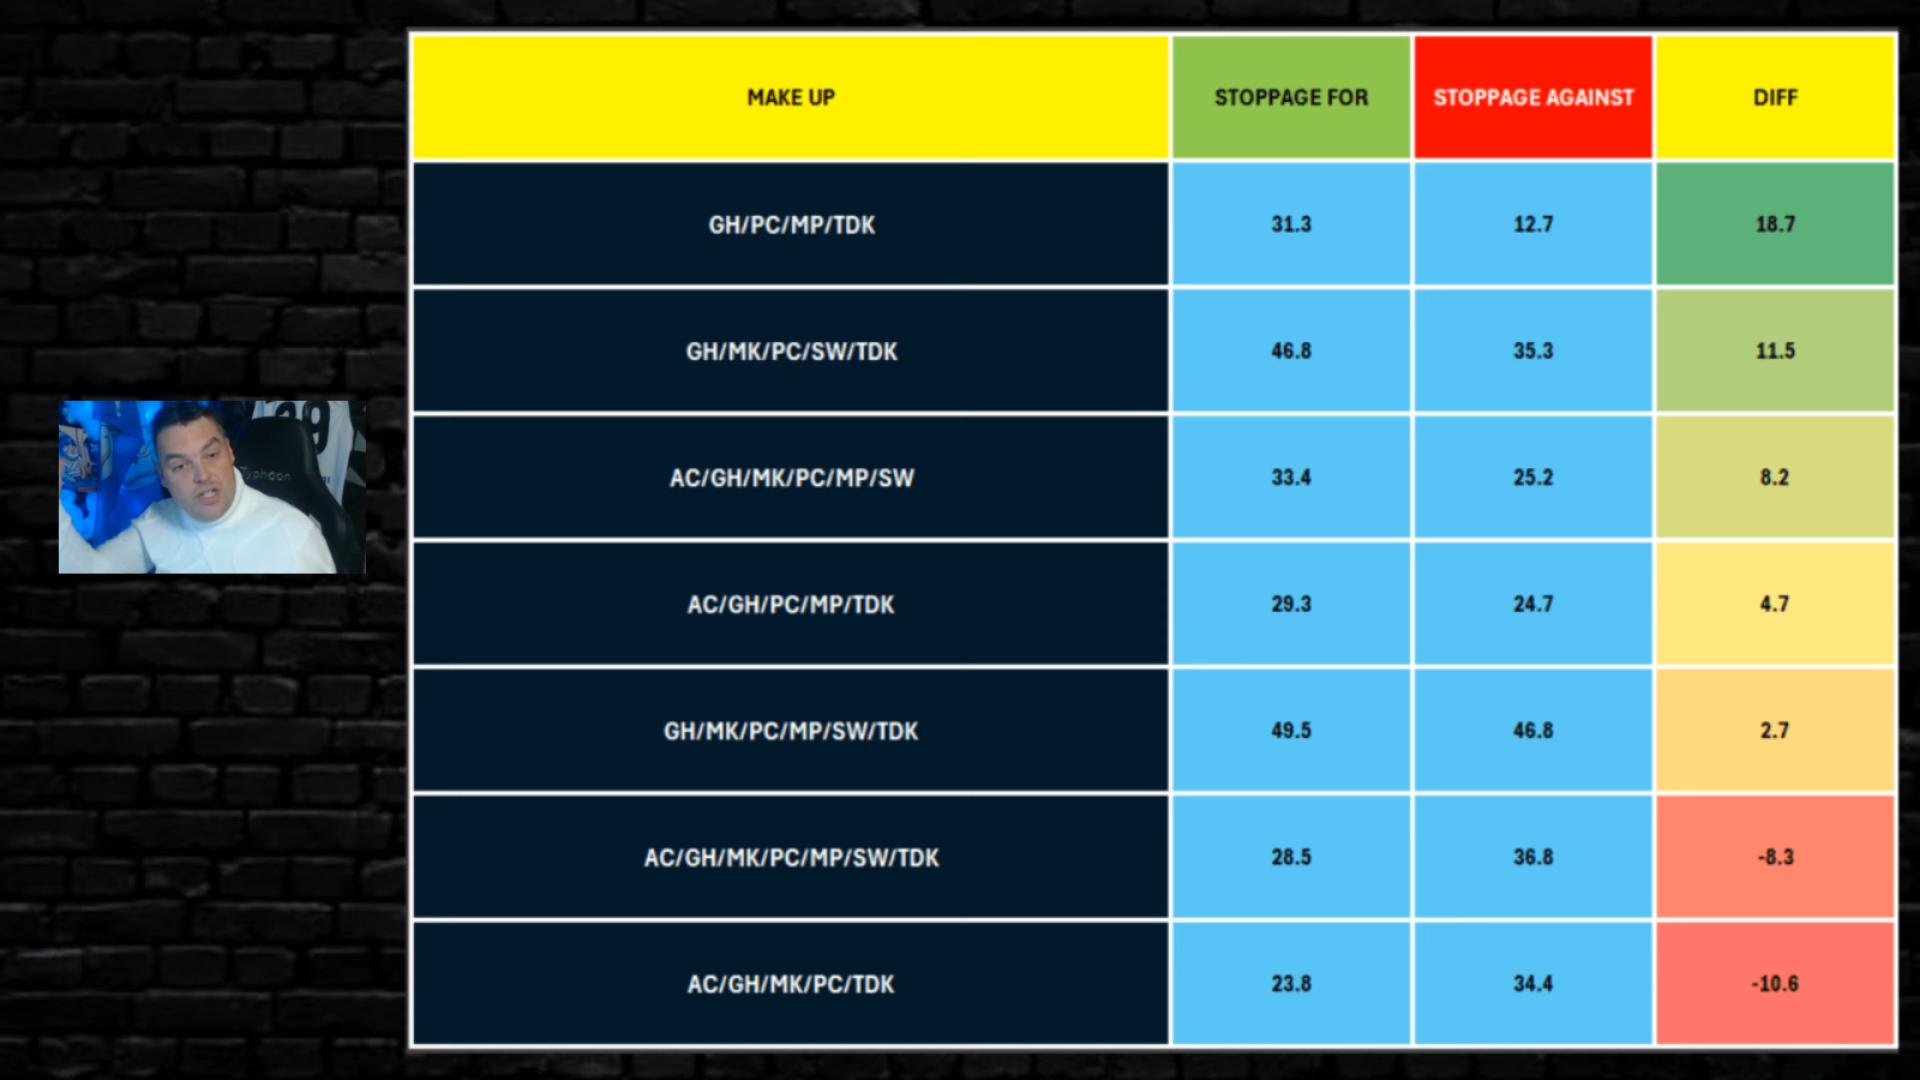 MAKE UP STOPPAGE FOR STOPPAGE AGAINST DIFF
GH/PC/MP/TDK 31.3 12.7 18.7
GH/MK/PC/SW/TDK 46.8 35.3 11.5
AC/GH/MK/PC/MP/SW 33.4 25.2 8.2
AC/GH/PC/MP/TDK 29.3 24.7 4.7
GH/MK/PC/MP/SW/TDK 49.5 46.8 2.7
AC/GH/MK/PC/MP/SW/TDK 28.5 36.8 -8.3
AC/GH/MK/PC/TDK 23.8 34.4 -10.6
Typhoon